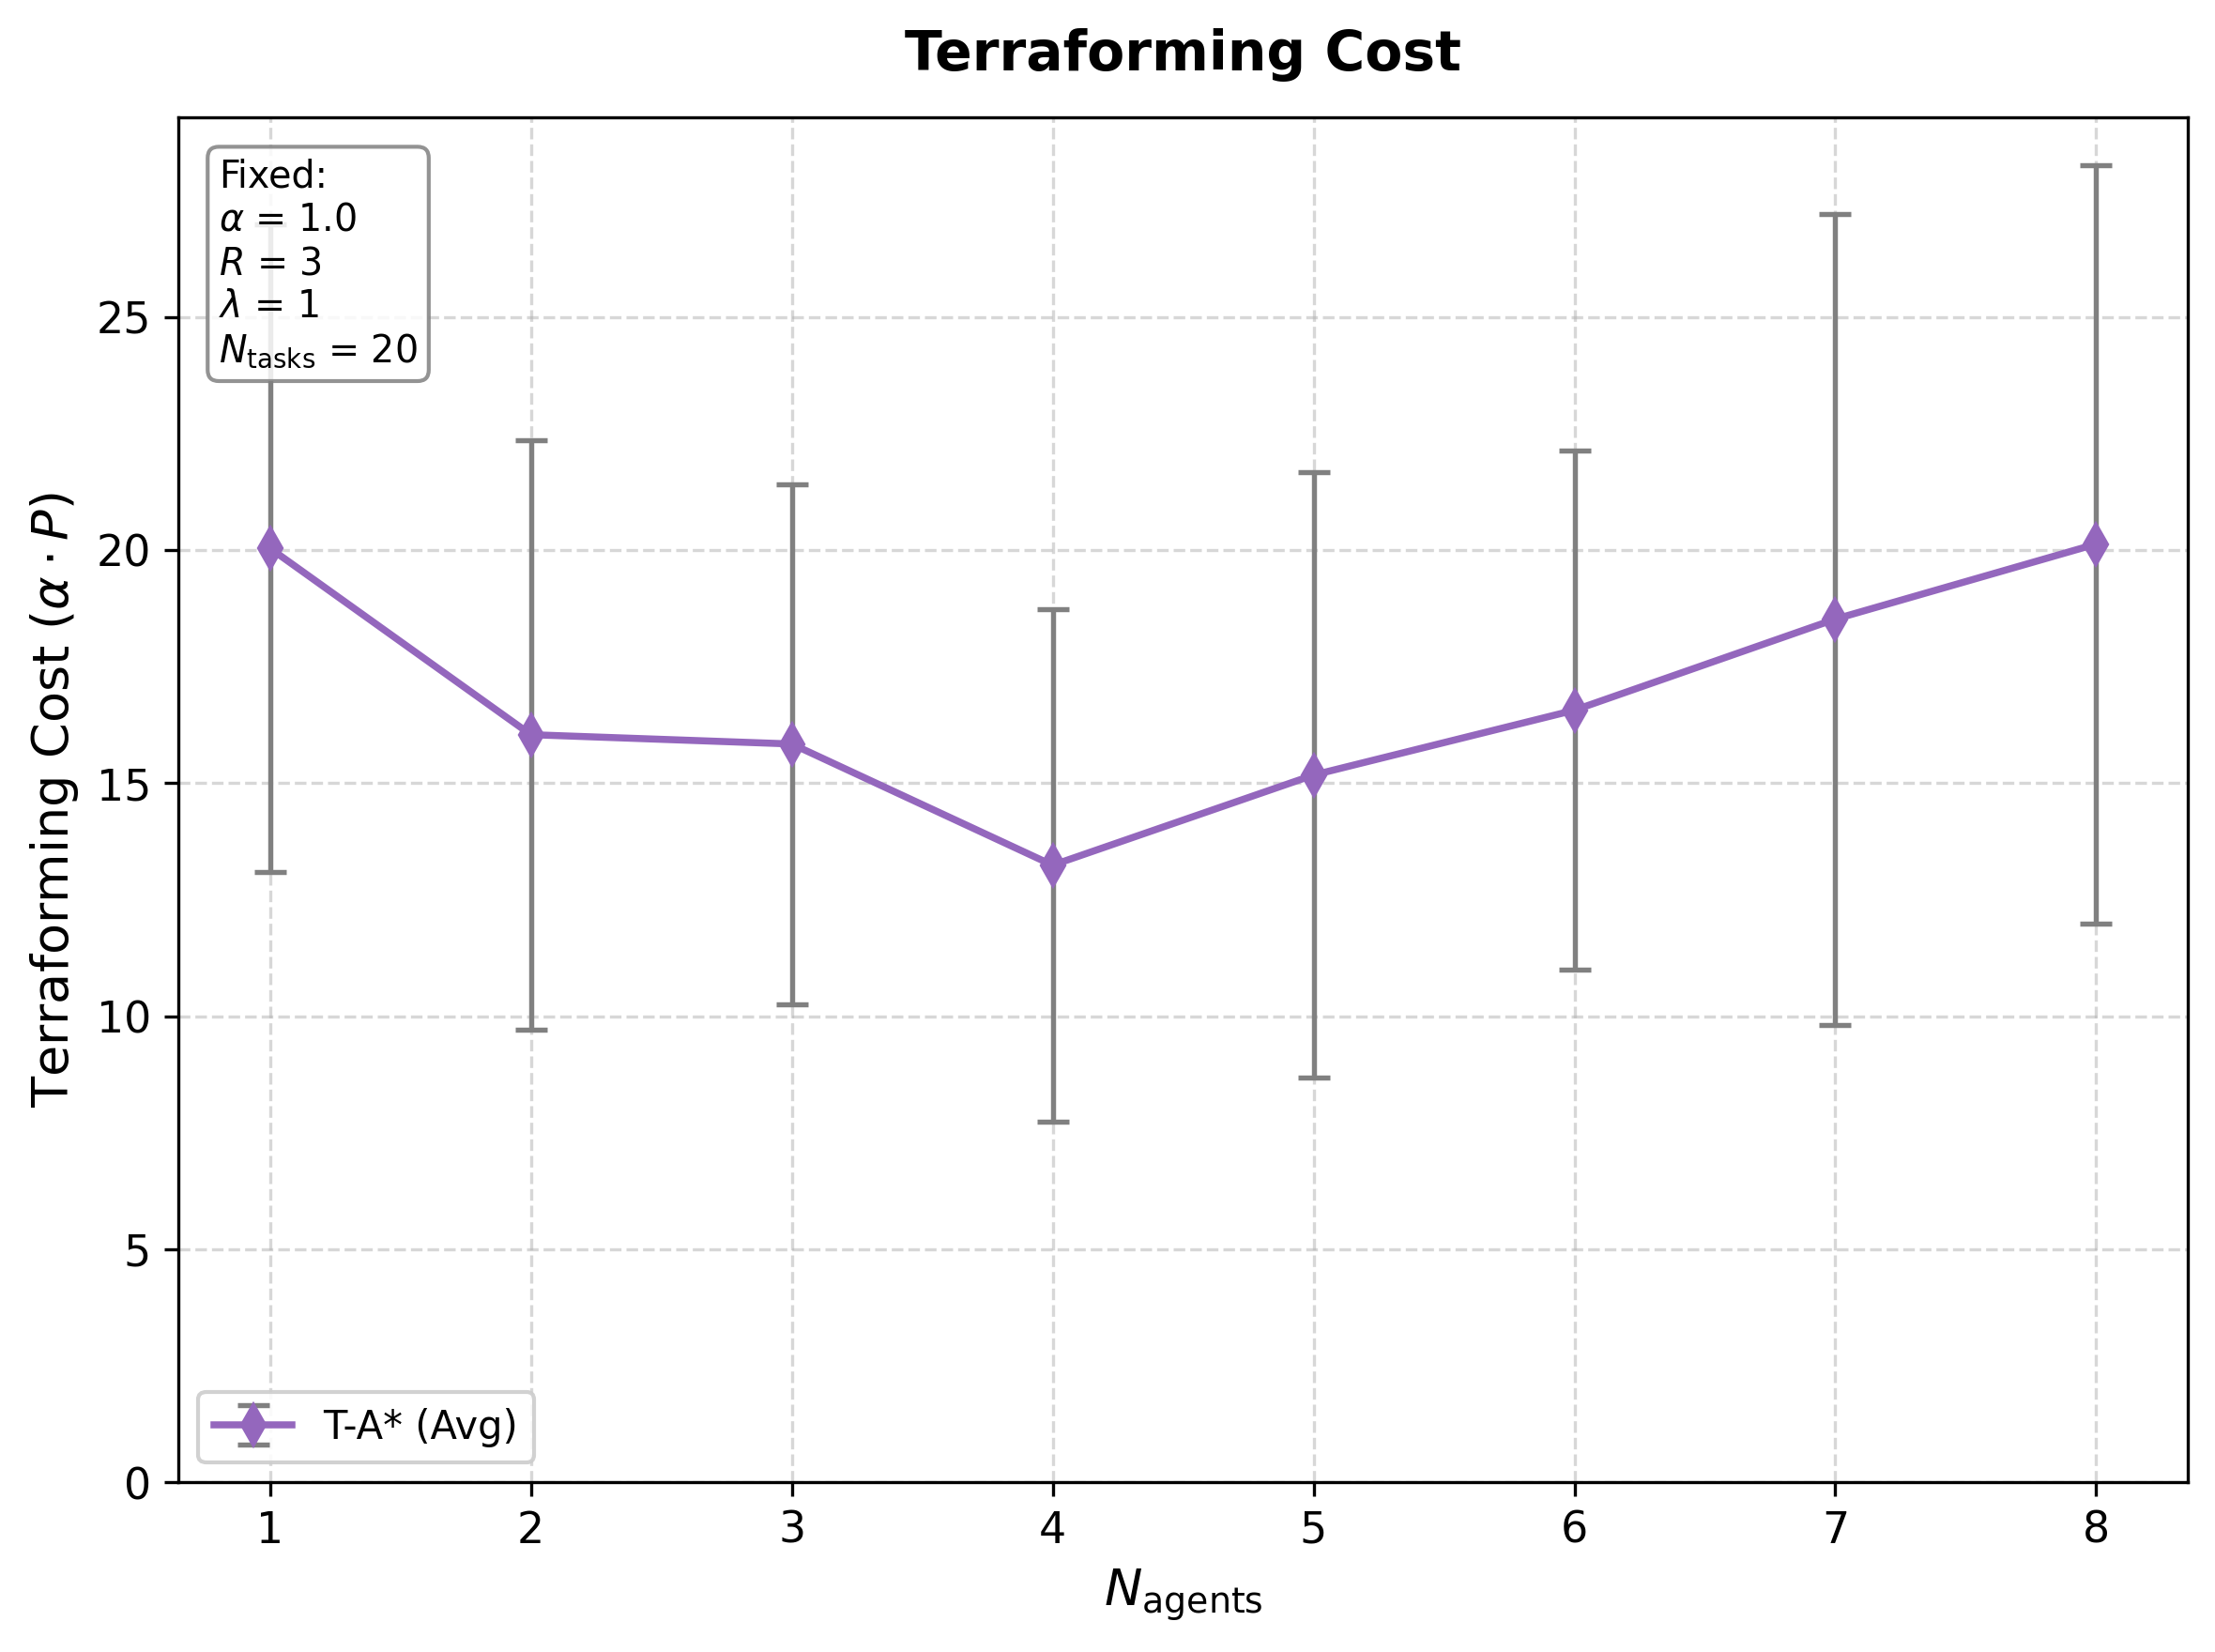 Terraforming Cost
Fixed:
α = 1.0
R = 3
λ = 1
N_tasks = 20
Terraforming Cost (α · P)
25
20
15
10
5
0
T-A* (Avg)
1 2 3 4 5 6 7 8
N_agents